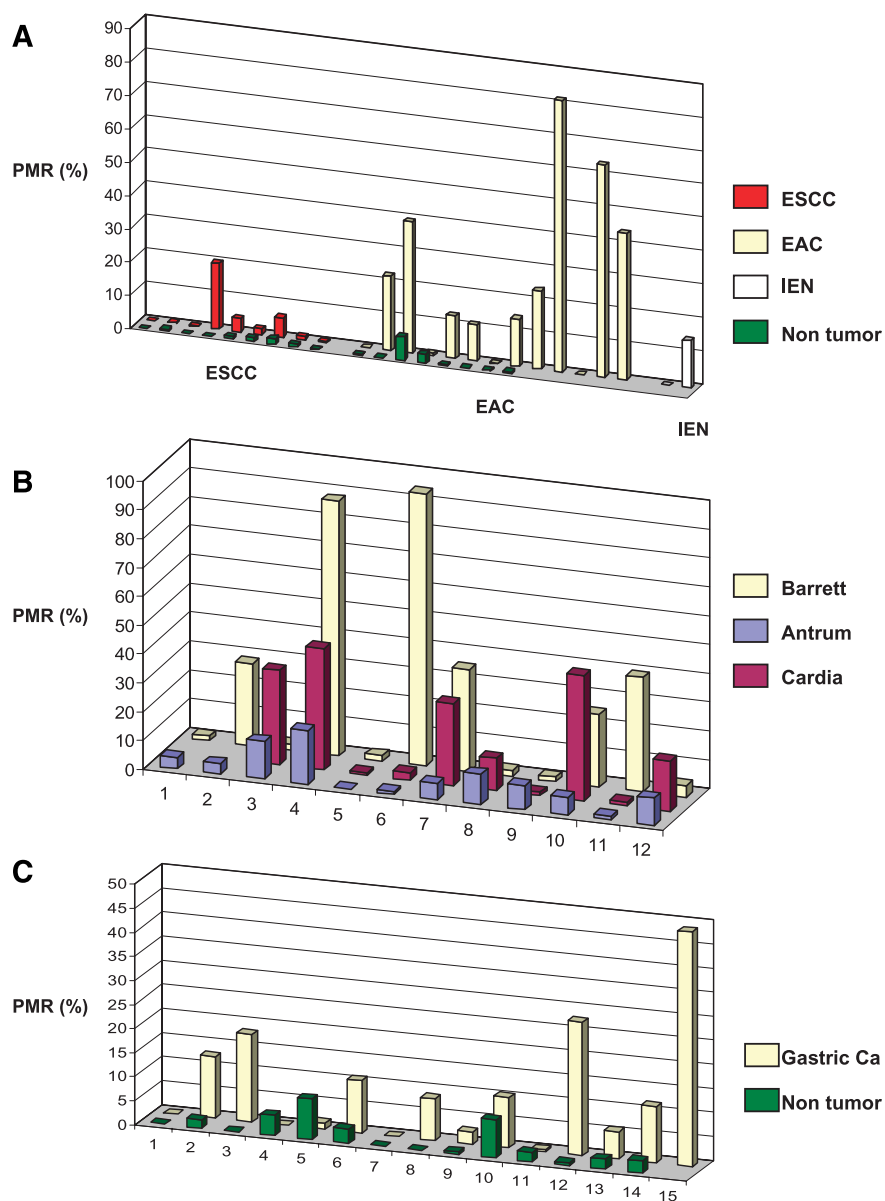 A
90
80
70
60
50
40
30
20
10
0
PMR (%)
ESCC
EAC
IEN
ESCC
EAC
IEN
Non tumor
B
100
90
80
70
60
50
40
30
20
10
0
PMR (%)
1 2 3 4 5 6 7 8 9 10 11 12
Barrett
Antrum
Cardia
C
50
45
40
35
30
25
20
15
10
5
0
PMR (%)
1 2 3 4 5 6 7 8 9 10 11 12 13 14 15
Gastric Ca
Non tumor